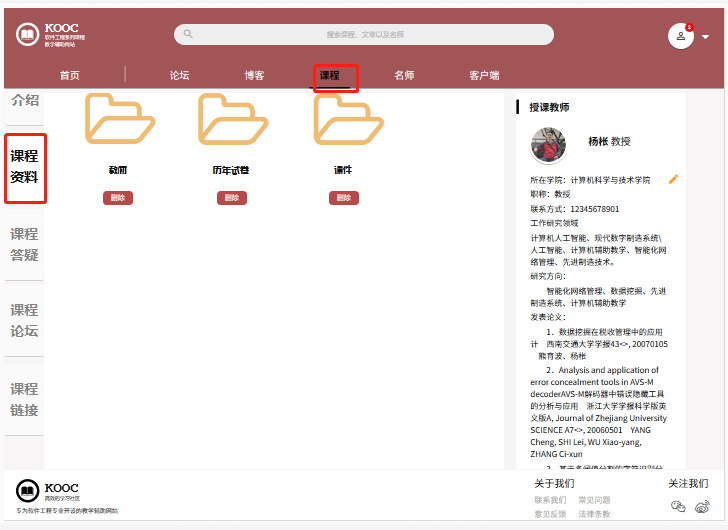 KOOC
软件工程系列课程
教学辅助网站
搜索课程、文章以及名师
2
首页
论坛
博客
课程
名师
客户端
介绍
课程
资料
课程
答疑
课程
论坛
课程
链接
教网
删除
历年试卷
删除
课件
删除
授课教师
杨枨 教授
所在学院：计算机科学与技术学院
职称：教授
联系方式：12345678901
工作研究领域
计算机人工智能、现代数字制造系统\
人工智能、计算机辅助教学、智能化网
络管理、先进制造技术。
研究方向：
智能化网络管理、数据挖掘、先进
制造系统、计算机辅助教学
发表论文：
1．数据挖掘在税收管理中的应用
计 西南交通大学学报43<>, 20070105
熊育波、杨枨
2．Analysis and application of
error concealment tools in AVS-M
decoderAVS-M解码器中错误隐藏工具
的分析与应用 浙江大学学报科学版英
文版A, Journal of Zhejiang University
SCIENCE A7<>, 20060501 YANG
Cheng, SHI Lei, WU Xiao-yang,
ZHANG Ci-xun
KOOC
高效的学习社区
专为软件工程专业开设的教学辅助网站
关于我们
联系我们 常见问题
意见反馈 法律条款
关注我们